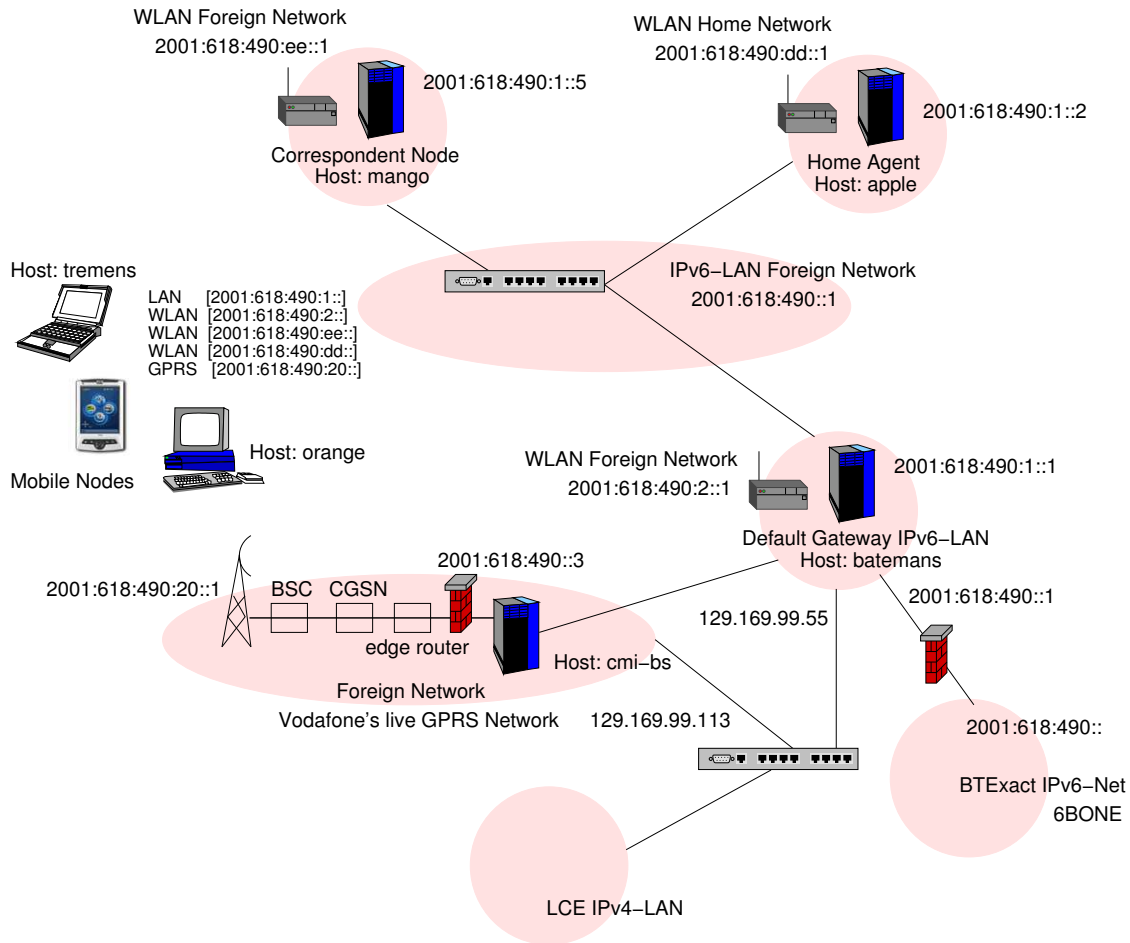 WLAN Foreign Network
2001:618:490:ee::1
2001:618:490:1::5
Correspondent Node
Host: mango
WLAN Home Network
2001:618:490:dd::1
2001:618:490:1::2
Home Agent
Host: apple
IPv6−LAN Foreign Network
2001:618:490::1
Host: tremens
LAN [2001:618:490:1::]
WLAN [2001:618:490:2::]
WLAN [2001:618:490:ee::]
WLAN [2001:618:490:dd::]
GPRS [2001:618:490:20::]
Host: orange
Mobile Nodes
WLAN Foreign Network
2001:618:490:2::1
2001:618:490:1::1
Default Gateway IPv6−LAN
Host: batemans
2001:618:490::3
2001:618:490:20::1
BSC CGSN
edge router
Host: cmi−bs
Foreign Network
Vodafone's live GPRS Network
129.169.99.55
2001:618:490::1
129.169.99.113
2001:618:490::
BTExact IPv6−Net
6BONE
LCE IPv4−LAN